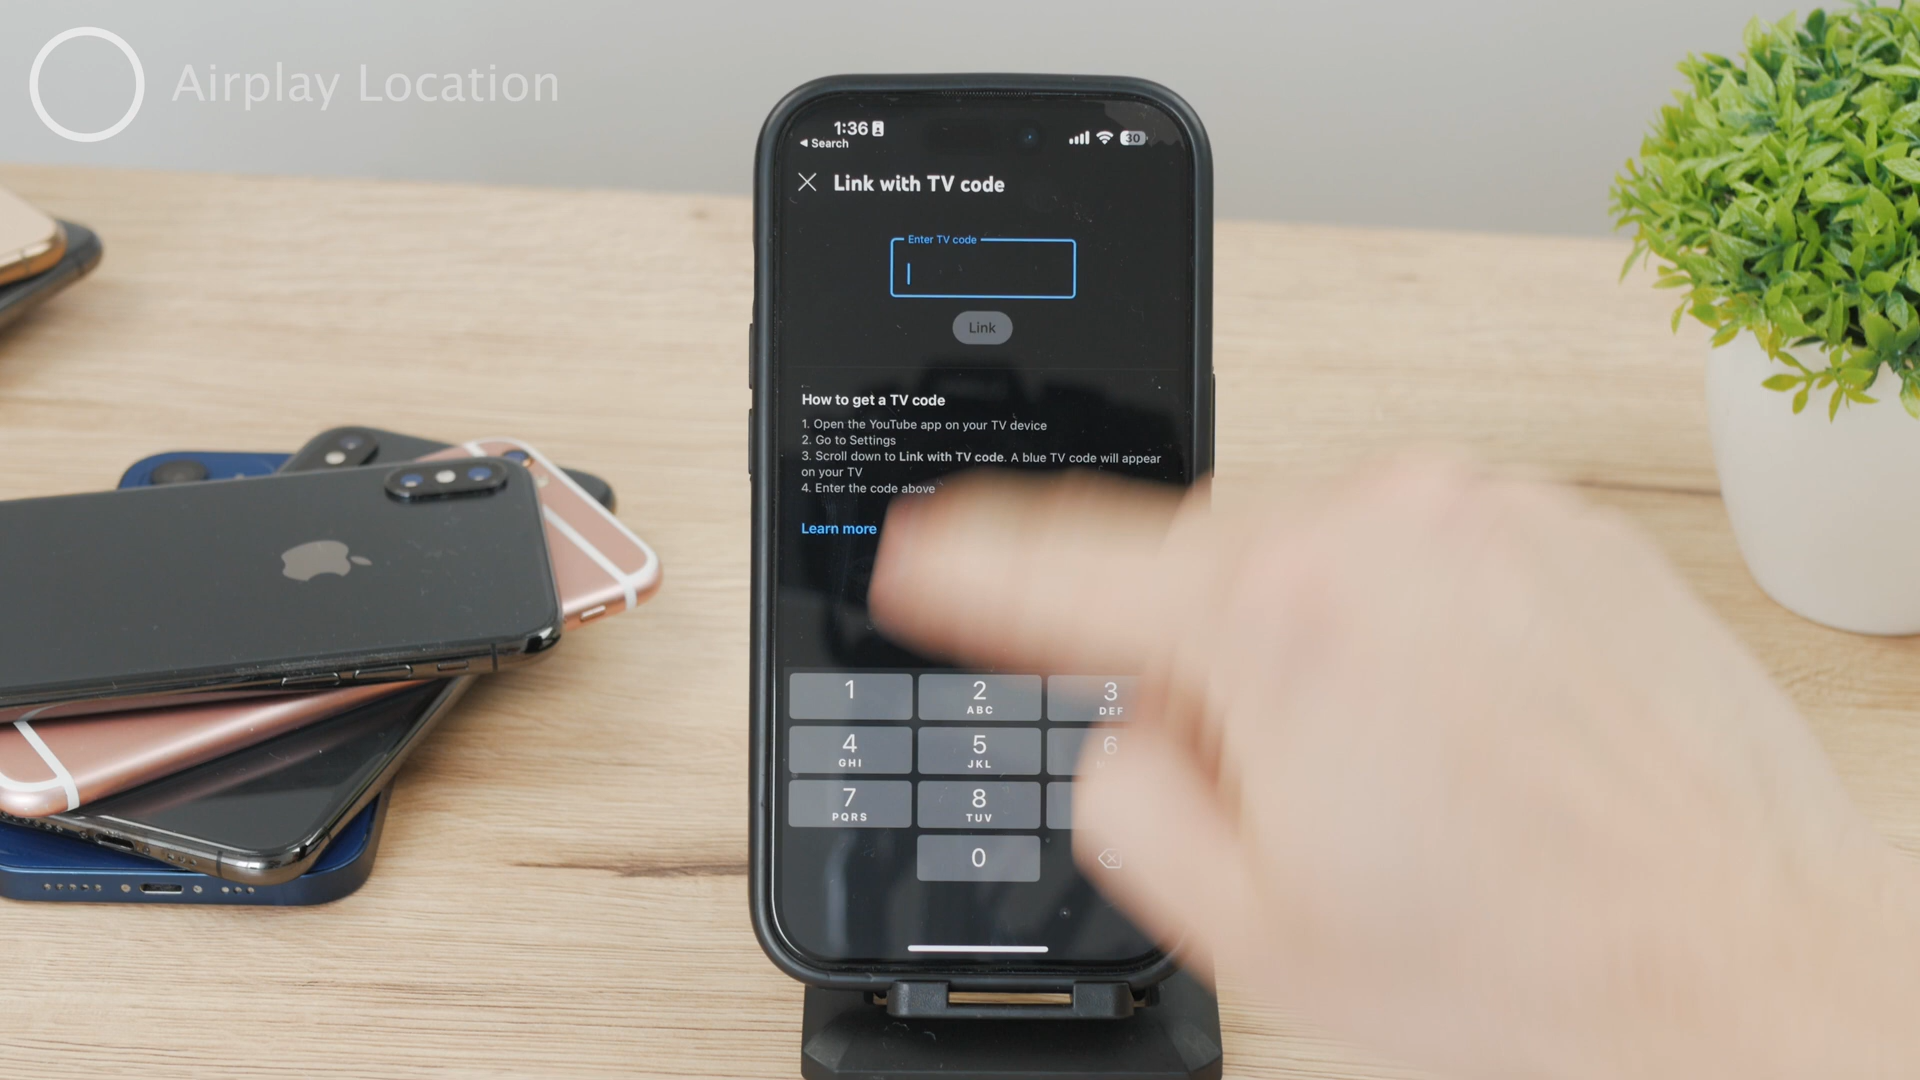 Airplay Location
1:36
Search
30
Link with TV code
Enter TV code
Link
How to get a TV code
1. Open the YouTube app on your TV device
2. Go to Settings
3. Scroll down to Link with TV code. A blue TV code will appear
on your TV
4. Enter the code above
Learn more
1 2 3
ABC DEF
4 5 6
GHI JKL
7 8
PQRS TUV
0